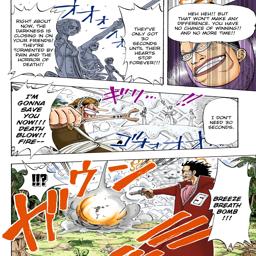 RIGHT ABOUT
NOW, THE
DARKNESS IS
CLOSING IN ON
YOUR FRIENDS.
THEY'RE
TORMENTED BY
PAIN AND THE
HORROR OF
DEATH!
THEY'VE
ONLY GOT
30 SECONDS
UNTIL
THEIR HEARTS
STOP
FOREVER!!!
HEH HEH!! BUT
THAT WON'T MAKE ANY
DIFFERENCE. YOU HAVE
NO CHANCE OF WINNING!!
AND NO MORE TIME!!
I'M
GONNA
SAVE
YOU
NOW!!!
DEATH
BLOW!!
FIRE--
I DON'T
NEED 30
SECONDS.
!!?
BREEZE
BREATH
BOMB
!!!